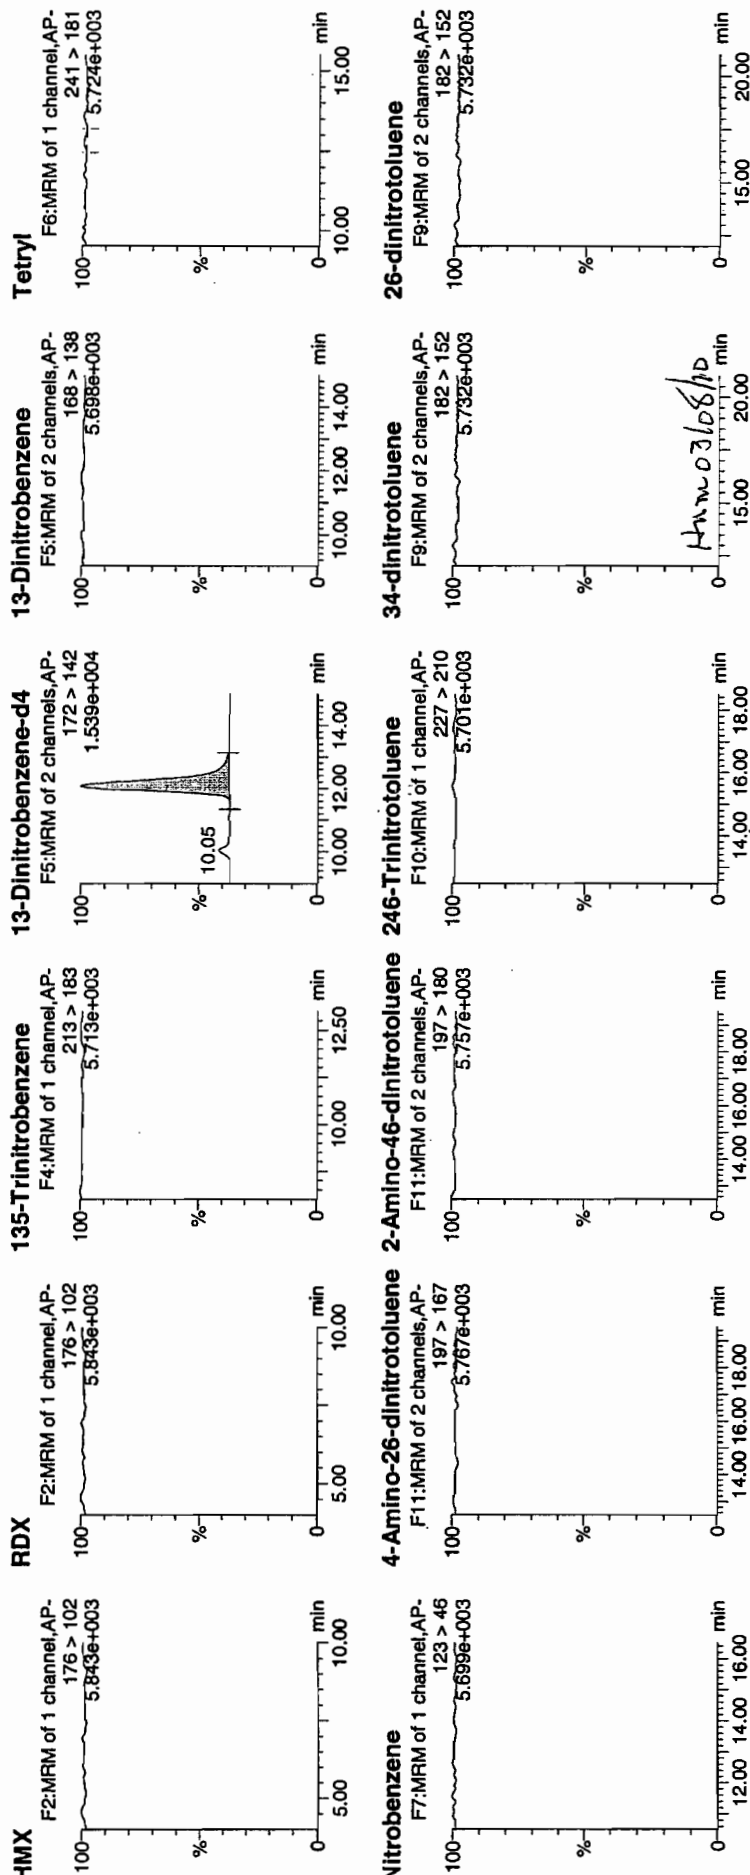 HMX
F2:MRM of 1 channel,AP-
176 > 102
5.843e+003
100
%
0
5.00 10.00 min
RDX
F2:MRM of 1 channel,AP-
176 > 102
5.843e+003
100
%
0
5.00 10.00 min
135-Trinitrobenzene
F4:MRM of 1 channel,AP-
213 > 183
5.713e+003
100
%
0
10.00 12.50 min
13-Dinitrobenzene-d4
F5:MRM of 2 channels,AP-
172 > 142
1.539e+004
100
%
10.05
0
10.00 12.00 14.00 min
13-Dinitrobenzene
F5:MRM of 2 channels,AP-
168 > 138
5.698e+003
100
%
0
10.00 12.00 14.00 min
Tetryl
F6:MRM of 1 channel,AP-
241 > 181
5.724e+003
100
%
0
10.00 15.00 min
Nitrobenzene
F7:MRM of 1 channel,AP-
123 > 46
5.699e+003
100
%
0
12.00 14.00 16.00 min
4-Amino-26-dinitrotoluene
F11:MRM of 2 channels,AP-
197 > 167
5.767e+003
100
%
0
14.00 16.00 18.00 min
2-Amino-46-dinitrotoluene
F11:MRM of 2 channels,AP-
197 > 180
5.757e+003
100
%
0
14.00 16.00 18.00 min
246-Trinitrotoluene
F10:MRM of 1 channel,AP-
227 > 210
5.701e+003
100
%
0
14.00 16.00 18.00 min
34-dinitrotoluene
F9:MRM of 2 channels,AP-
182 > 152
5.732e+003
100
%
03/08/10
0
15.00 20.00 min
26-dinitrotoluene
F9:MRM of 2 channels,AP-
182 > 152
5.732e+003
100
%
0
15.00 20.00 min